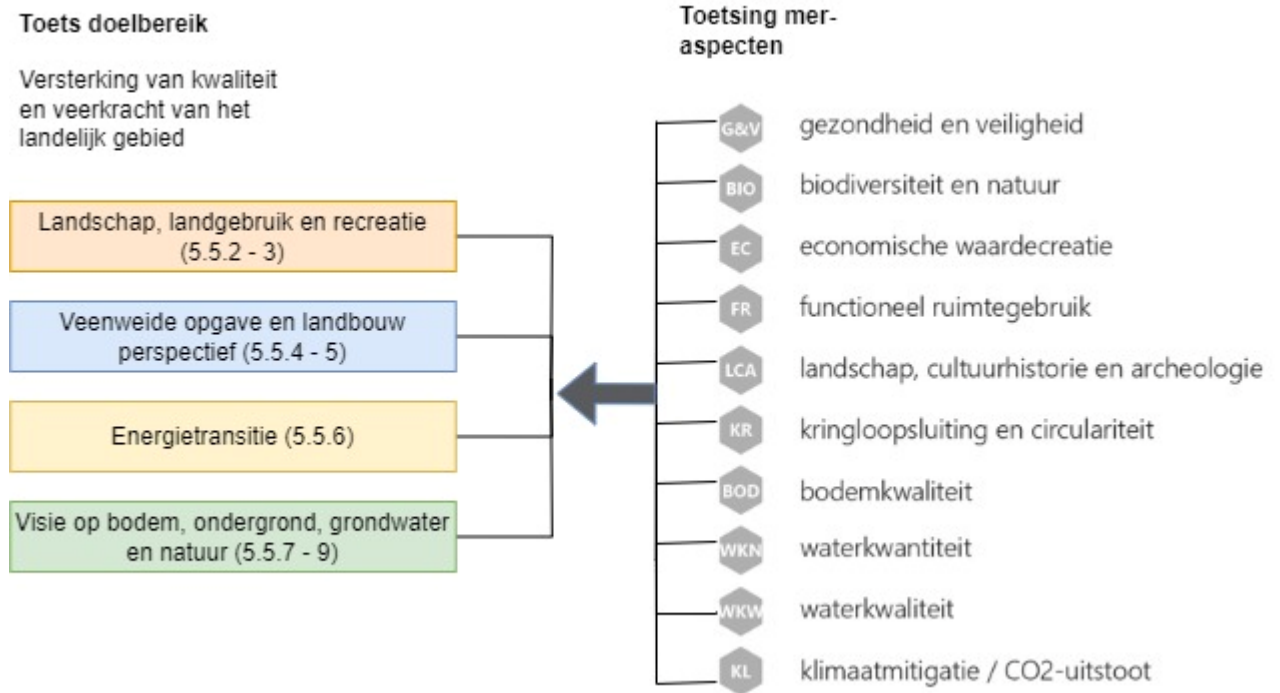 Toets doelbereik
Versterking van kwaliteit
en veerkracht van het
landelijk gebied
Landschap, landgebruik en recreatie
(5.5.2 - 3)
Veenweide opgave en landbouw
perspectief (5.5.4 - 5)
Energietransitie (5.5.6)
Visie op bodem, ondergrond, grondwater
en natuur (5.5.7 - 9)
Toetsing mer-
aspecten
G&V gezondheid en veiligheid
BIO biodiversiteit en natuur
EC economische waardecreatie
FR functioneel ruimtegebruik
LCA landschap, cultuurhistorie en archeologie
KR kringloopsluiting en circulariteit
BOD bodemkwaliteit
WKN waterkwantiteit
WKW waterkwaliteit
KL klimaatmitigatie / CO2-uitstoot